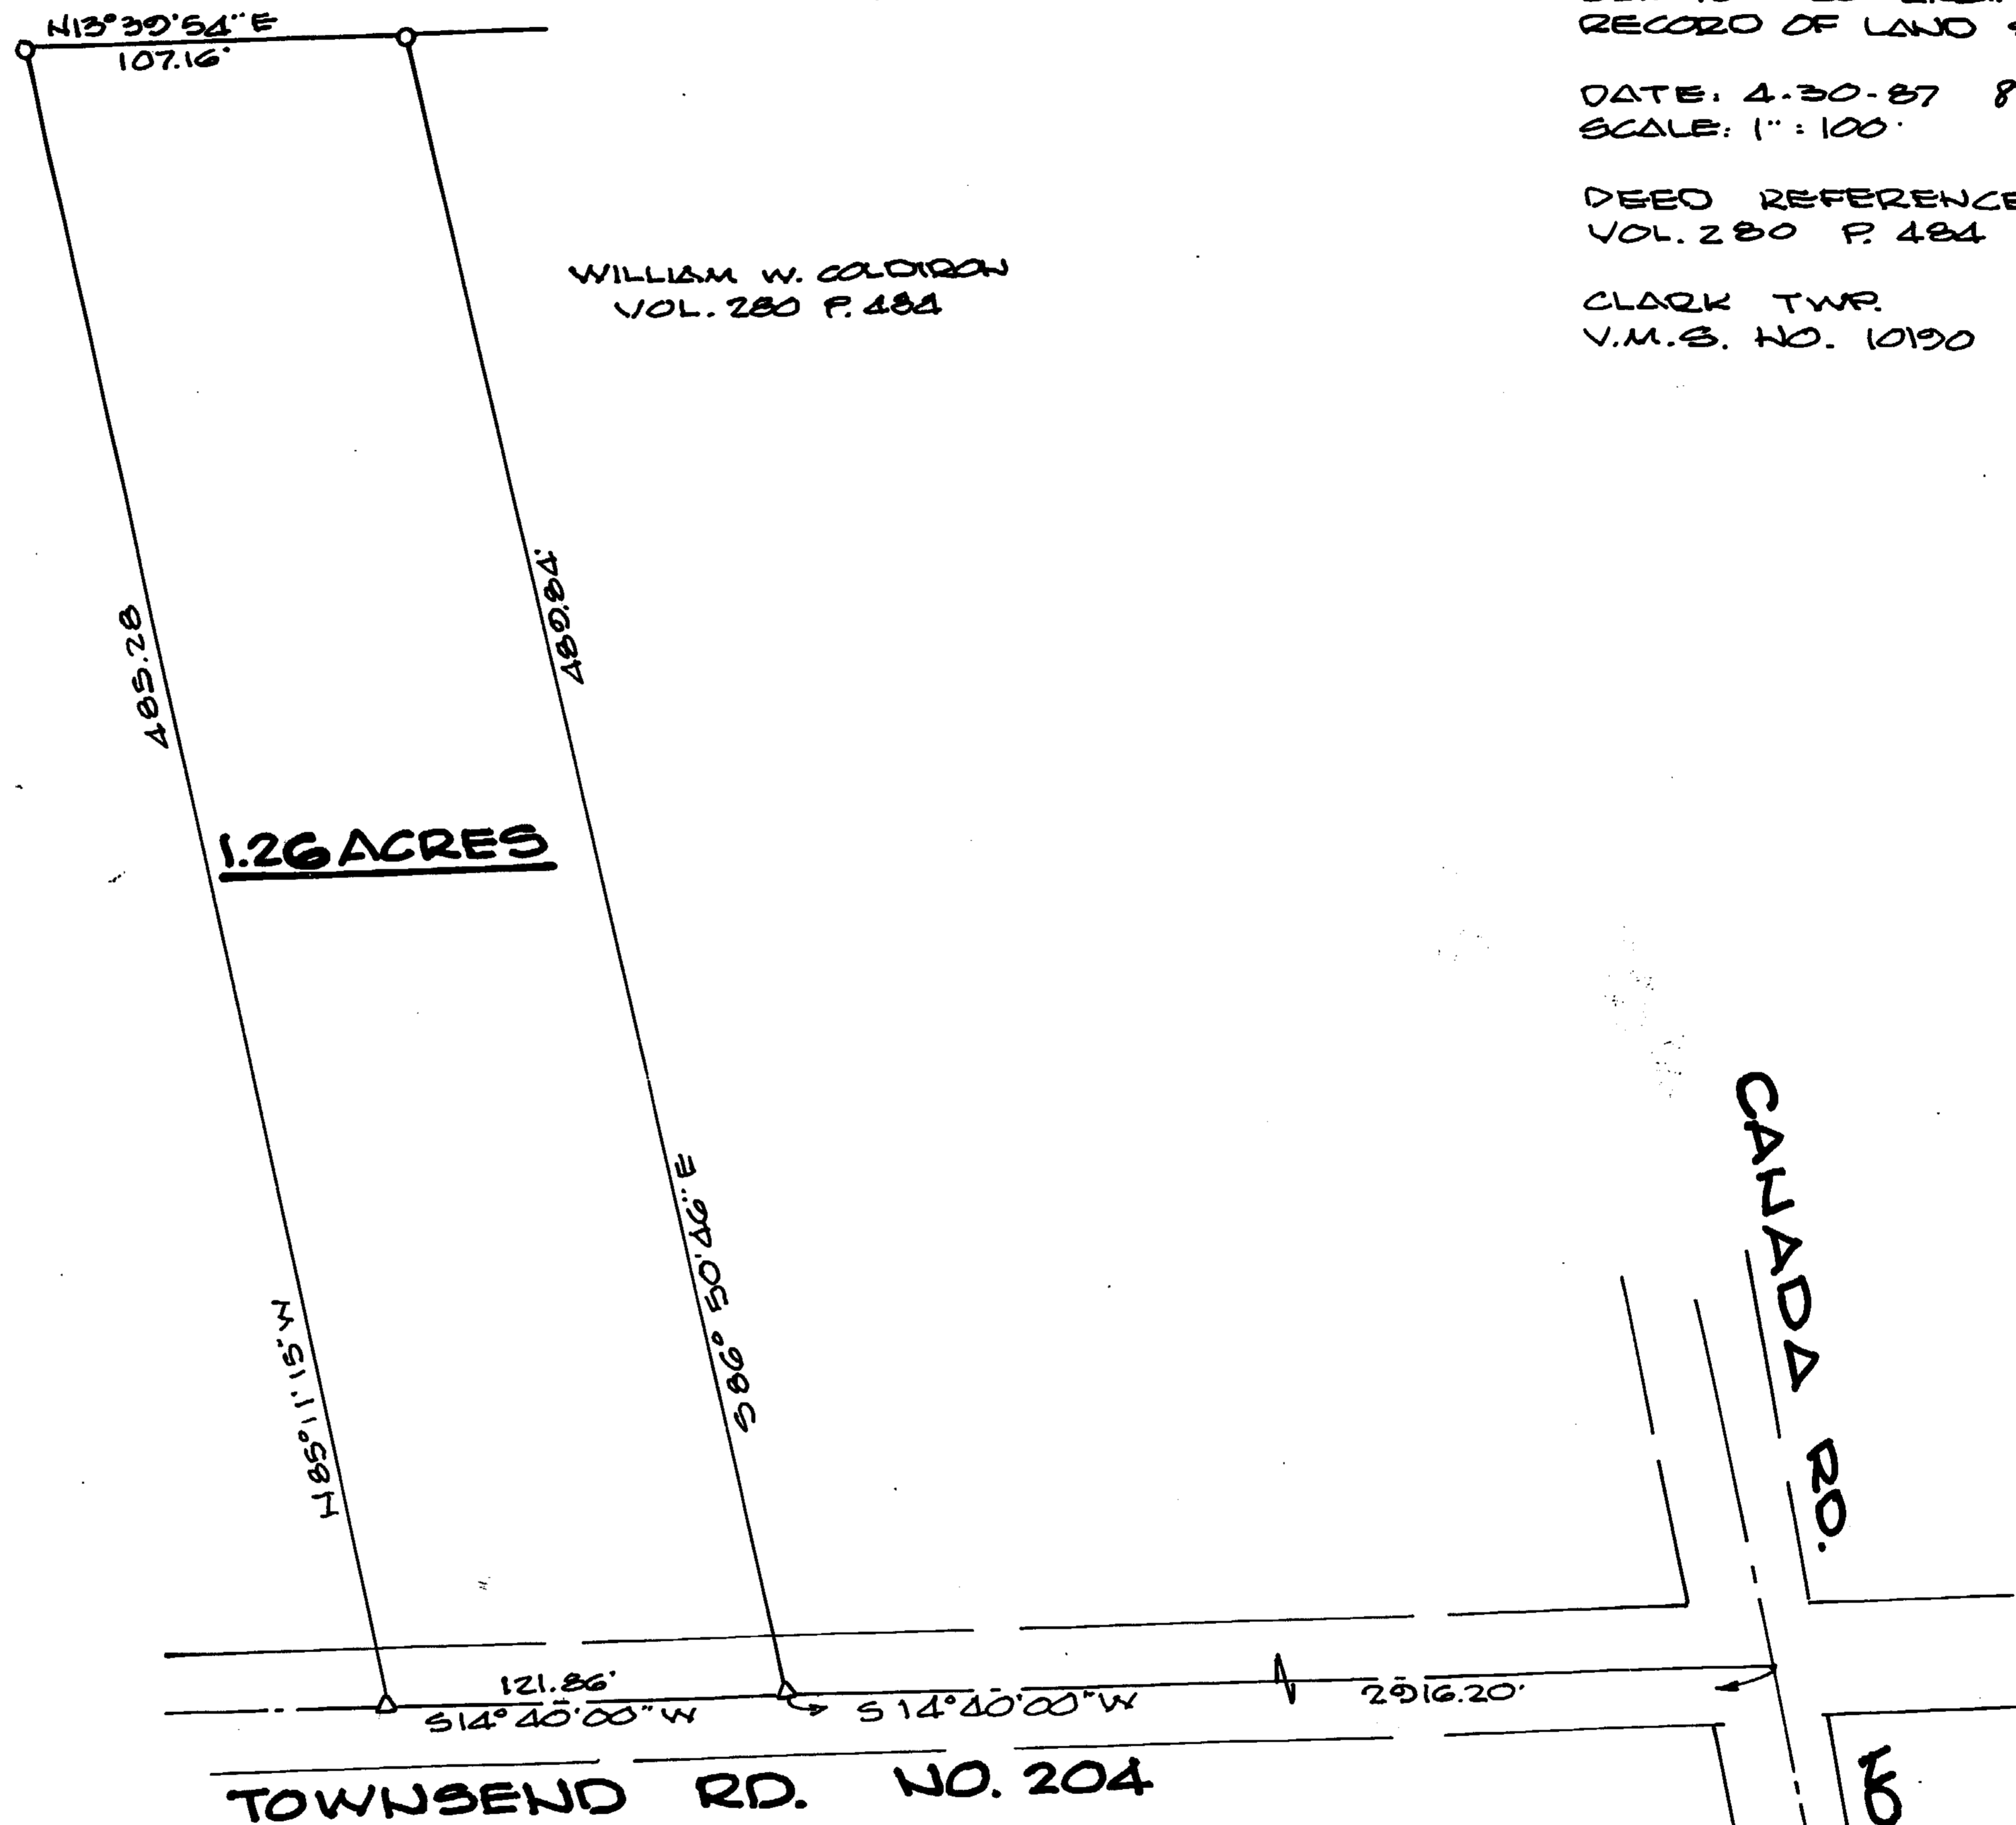 RECORD OF LAND
DATE: 4-30-87 8
SCALE: 1" = 100'
DEED REFERENCE
VOL. 280 P. 484
CLARK TWP.
V.M.S. NO. 10190
N13°39'54"E
107.16'
WILLIAM W. COLDIRON
VOL. 280 P. 484
485.28
489.84'
1.26 ACRES
N85°11'15"W
S86°50'49"E
CANADA RD.
121.86'
S14°40'00"W
S14°40'00"W
2916.20'
TOWNSEND RD. NO. 204